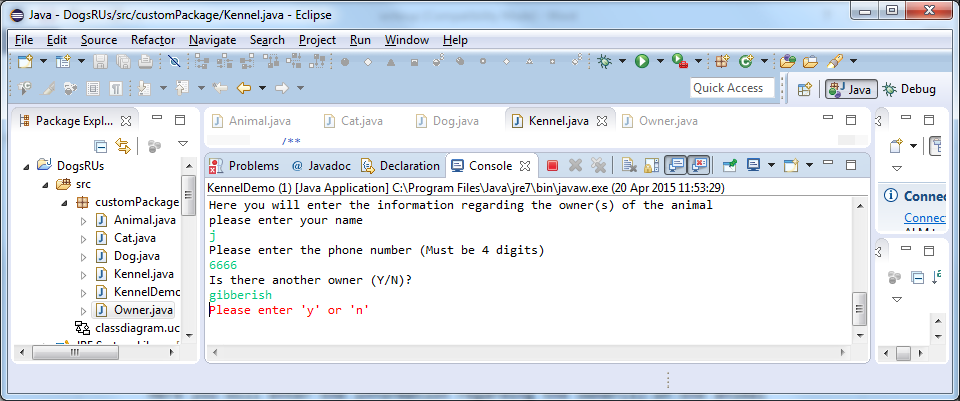 Java - DogsRUs/src/customPackage/Kennel.java - Eclipse
File Edit Source Refactor Navigate Search Project Run Window Help
Quick Access
Java
Debug
Package Expl...
Animal.java
Cat.java
Dog.java
Kennel.java
Owner.java
/**
DogsRUs
src
customPackage
Animal.java
Cat.java
Dog.java
Kennel.java
KennelDemo
Owner.java
classdiagram.uc
Problems
@ Javadoc
Declaration
Console
KennelDemo (1) [Java Application] C:\Program Files\Java\jre7\bin\javaw.exe (20 Apr 2015 11:53:29)
Here you will enter the information regarding the owner(s) of the animal
please enter your name
j
Please enter the phone number (Must be 4 digits)
6666
Is there another owner (Y/N)?
gibberish
Please enter 'y' or 'n'
Connec
Connec